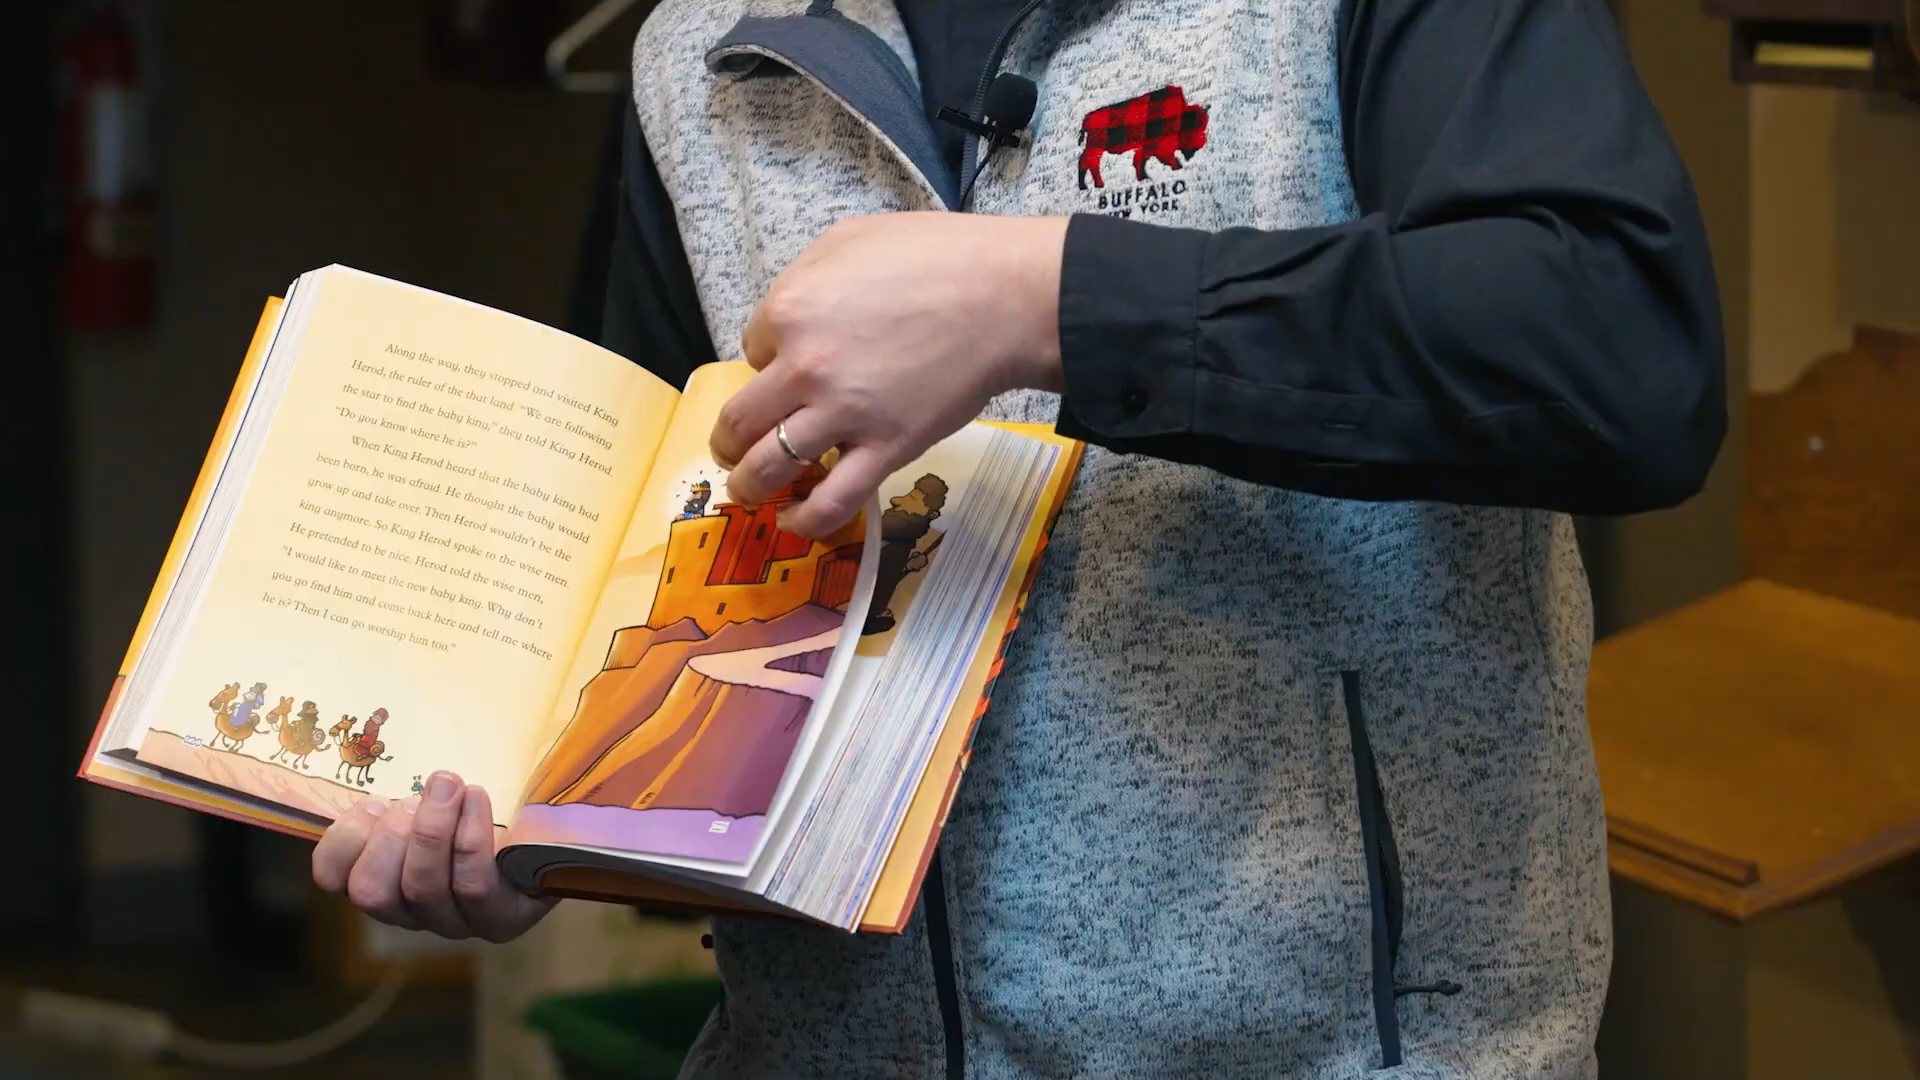 BUFFALO
NEW YORK
Along the way, they stopped and visited King
Herod, the ruler of the that land. "We are following
the star to find the baby king," they told King Herod.
"Do you know where he is?"
When King Herod heard that the baby king had
been born, he was afraid. He thought the baby would
grow up and take over. Then Herod wouldn't be the
king anymore. So King Herod spoke to the wise men.
He pretended to be nice. Herod told the wise men,
"I would like to meet the new baby king. Why don't
you go find him and come back here and tell me where
he is? Then I can go worship him too."